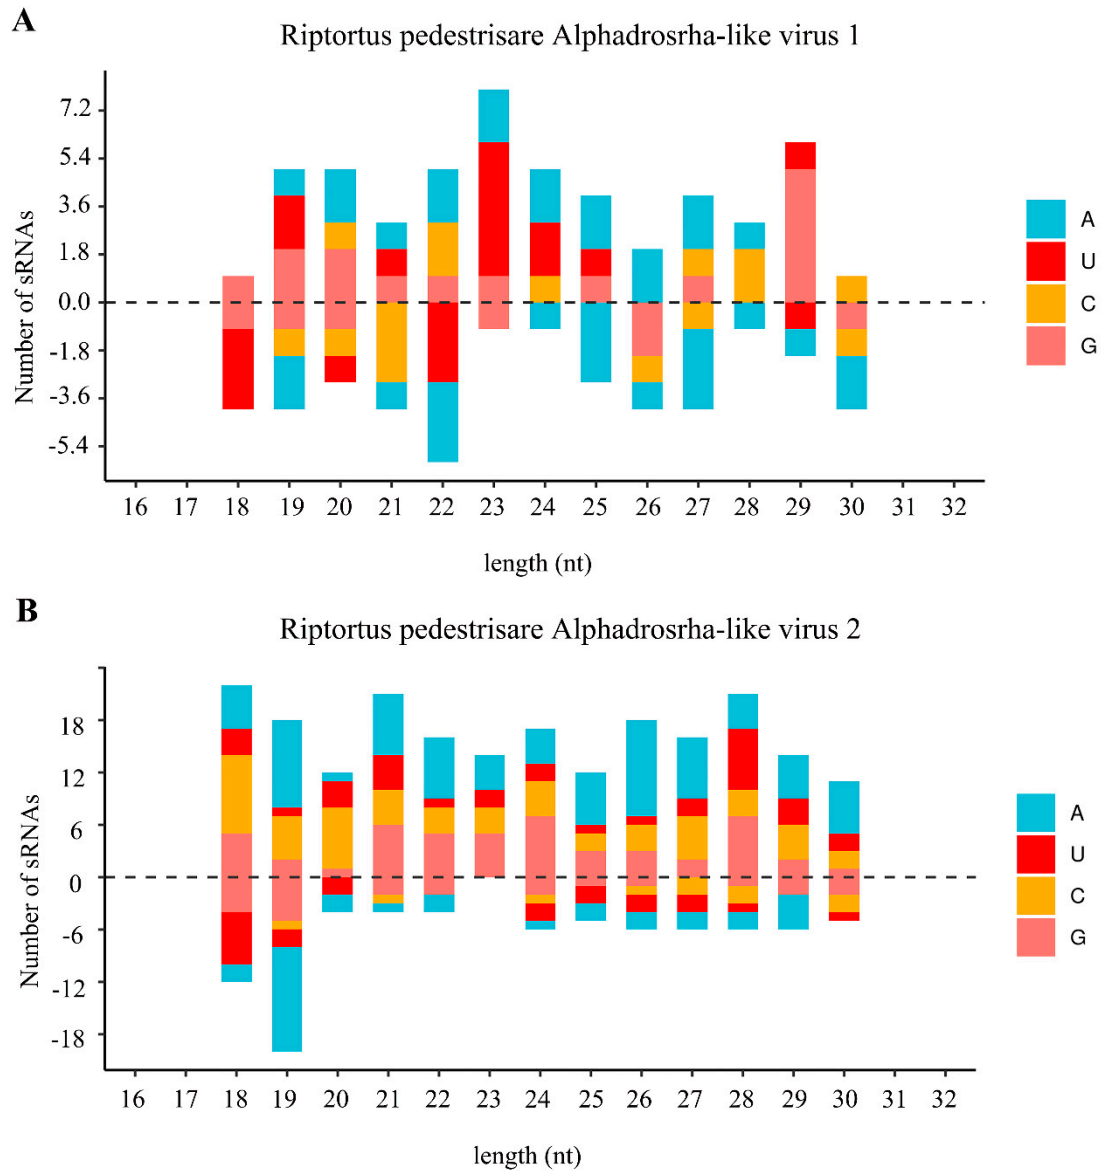 A
Riptortus pedestrisare Alphadrosrha-like virus 1
Number of sRNAs
7.2
5.4
3.6
1.8
0.0
-1.8
-3.6
-5.4
16 17 18 19 20 21 22 23 24 25 26 27 28 29 30 31 32
length (nt)
A
U
C
G
B
Riptortus pedestrisare Alphadrosrha-like virus 2
Number of sRNAs
18
12
6
0
-6
-12
-18
16 17 18 19 20 21 22 23 24 25 26 27 28 29 30 31 32
length (nt)
A
U
C
G